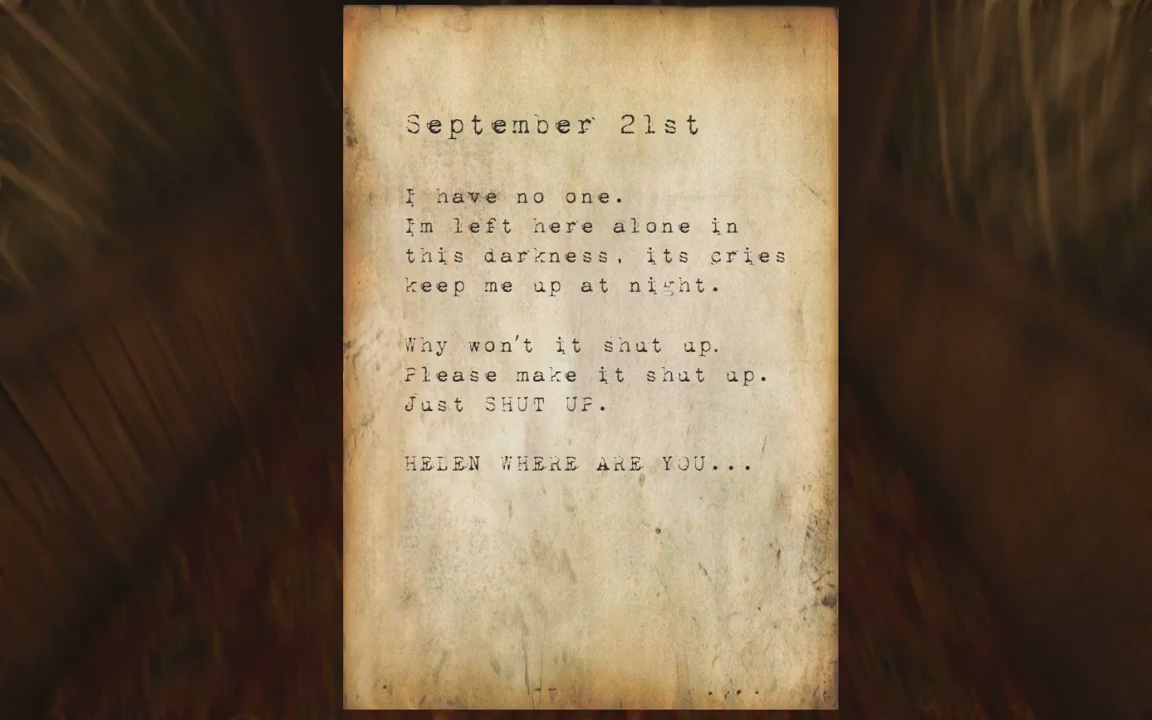 September 21st
I have no one.
Im left here alone in
this darkness, its cries
keep me up at night.
Why won't it shut up.
Please make it shut up.
Just SHUT UP.
HELEN WHERE ARE YOU...